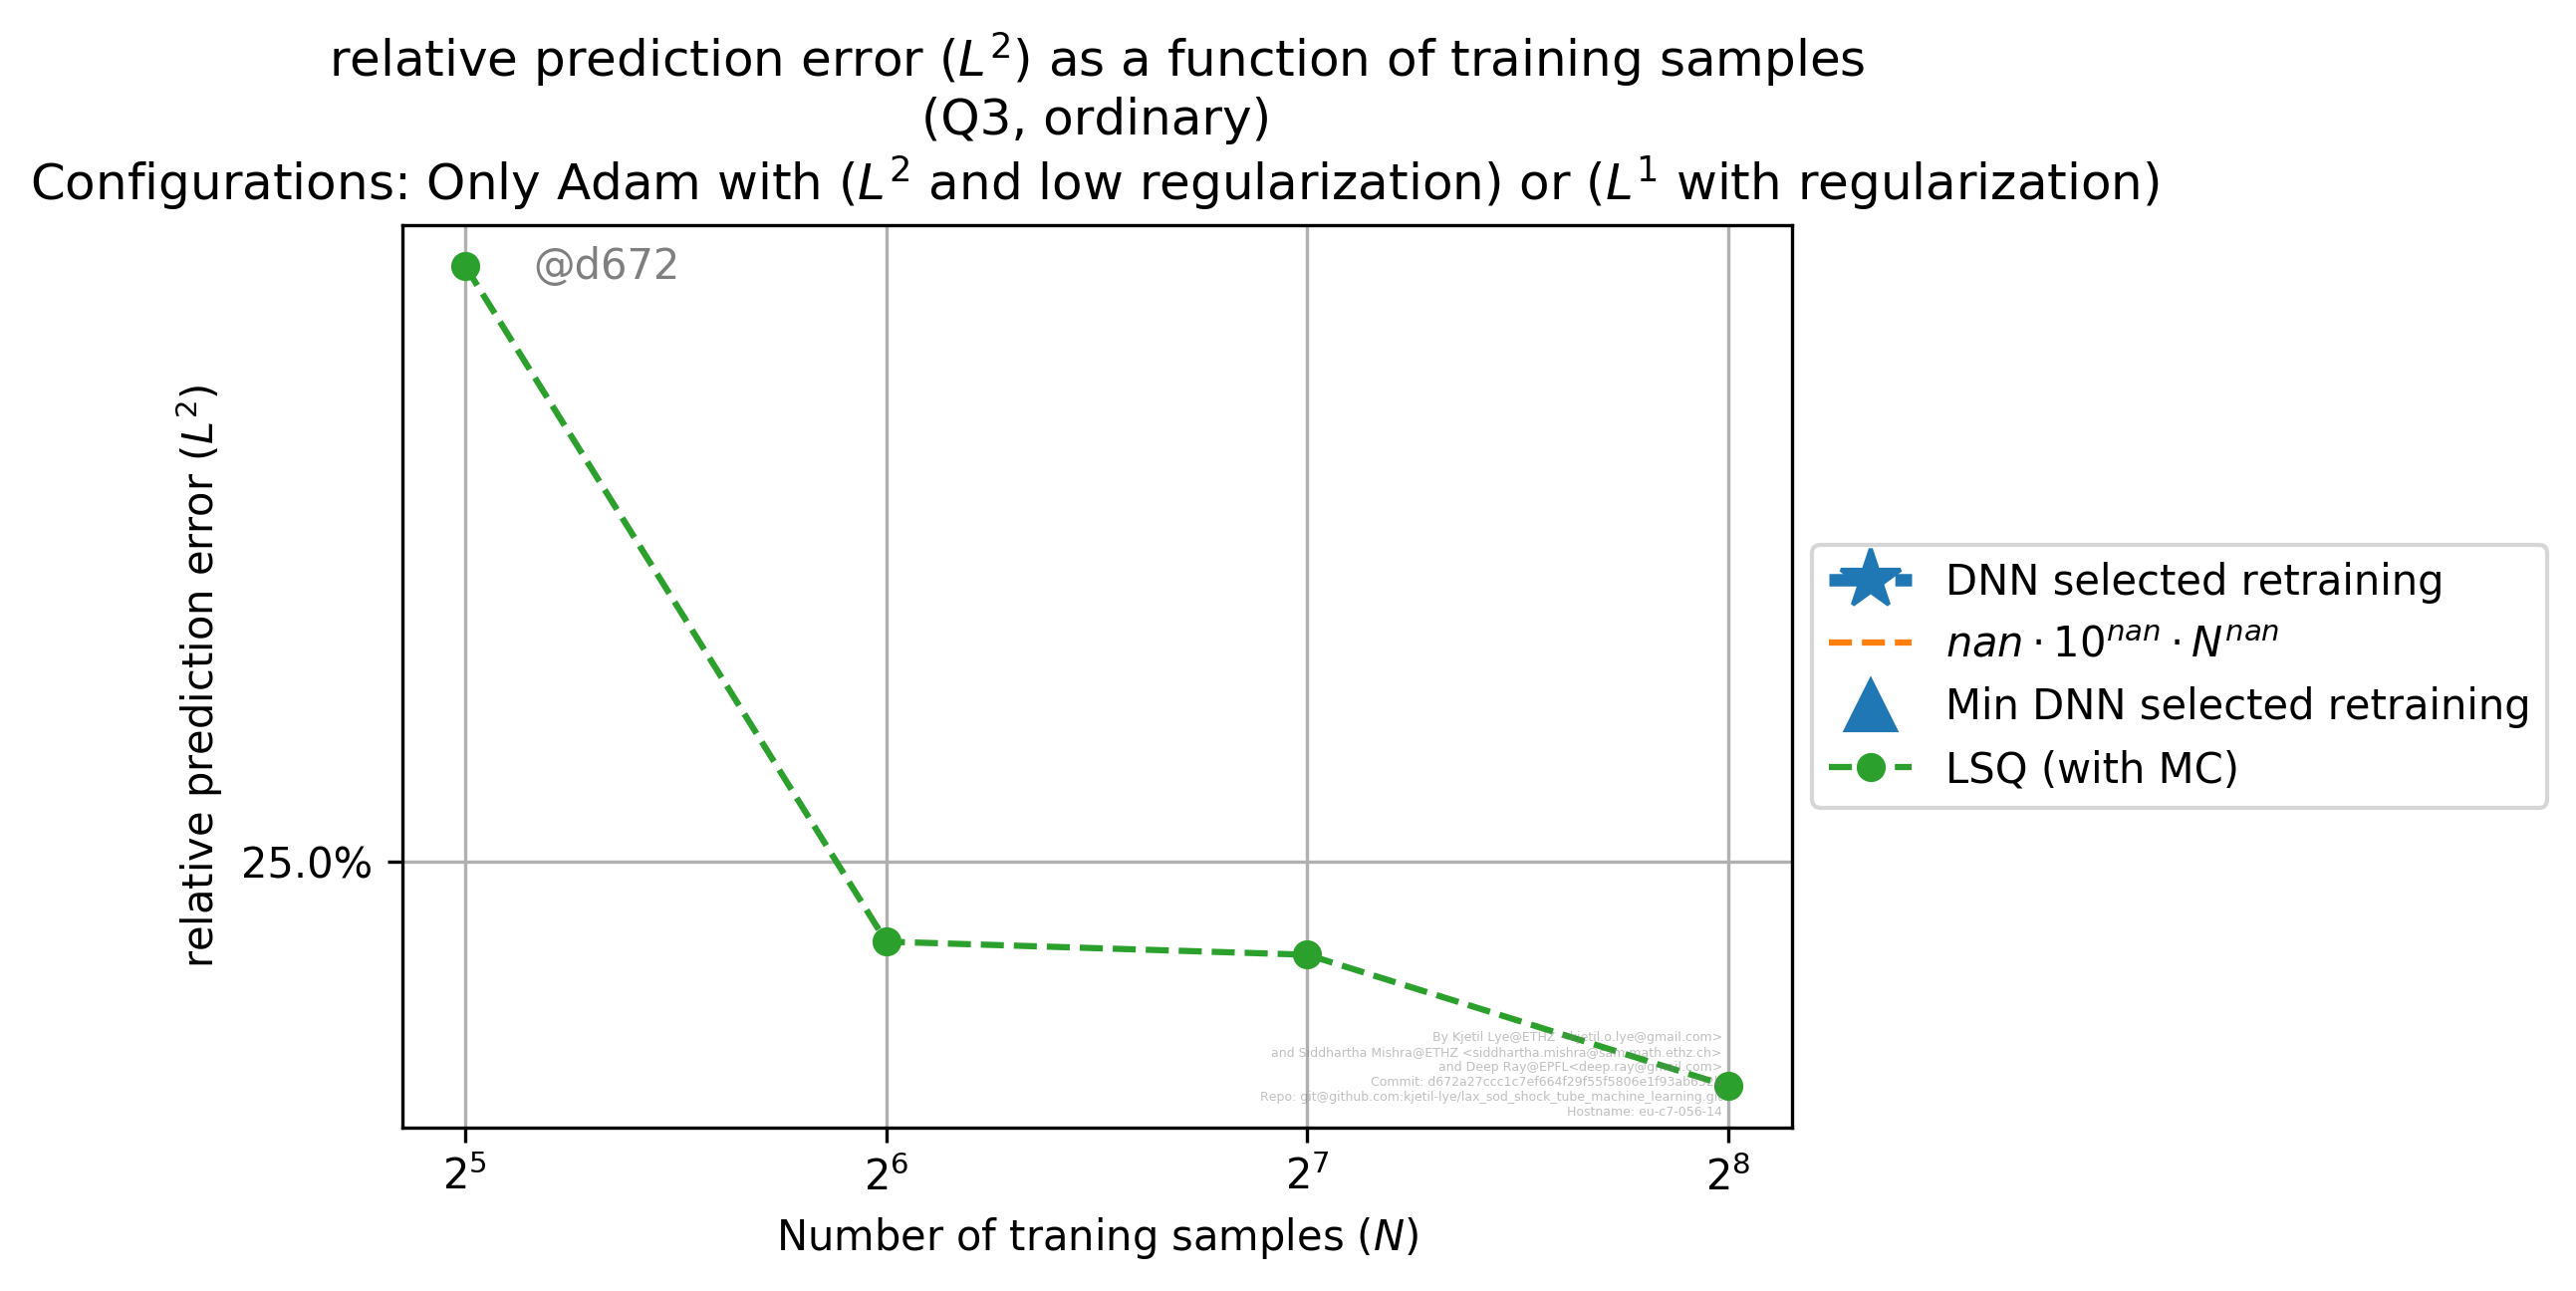 relative prediction error (L²) as a function of training samples
(Q3, ordinary)
Configurations: Only Adam with (L² and low regularization) or (L¹ with regularization)
@d672
relative prediction error (L²)
25.0%
DNN selected retraining
nan · 10^nan · N^nan
Min DNN selected retraining
LSQ (with MC)
By Kjetil Lye@ETHZ <kjetil.o.lye@gmail.com>
and Siddhartha Mishra@ETHZ <siddhartha.mishra@sam.math.ethz.ch>
and Deep Ray@EPFL<deep.ray@gmail.com>
Commit:
Repo: git@github.com:kjetil-lye/lax_sod_shock_tube_machine_learning.git
Hostname: eu-c7-056-14
2⁵ 2⁶ 2⁷ 2⁸
Number of traning samples (N)